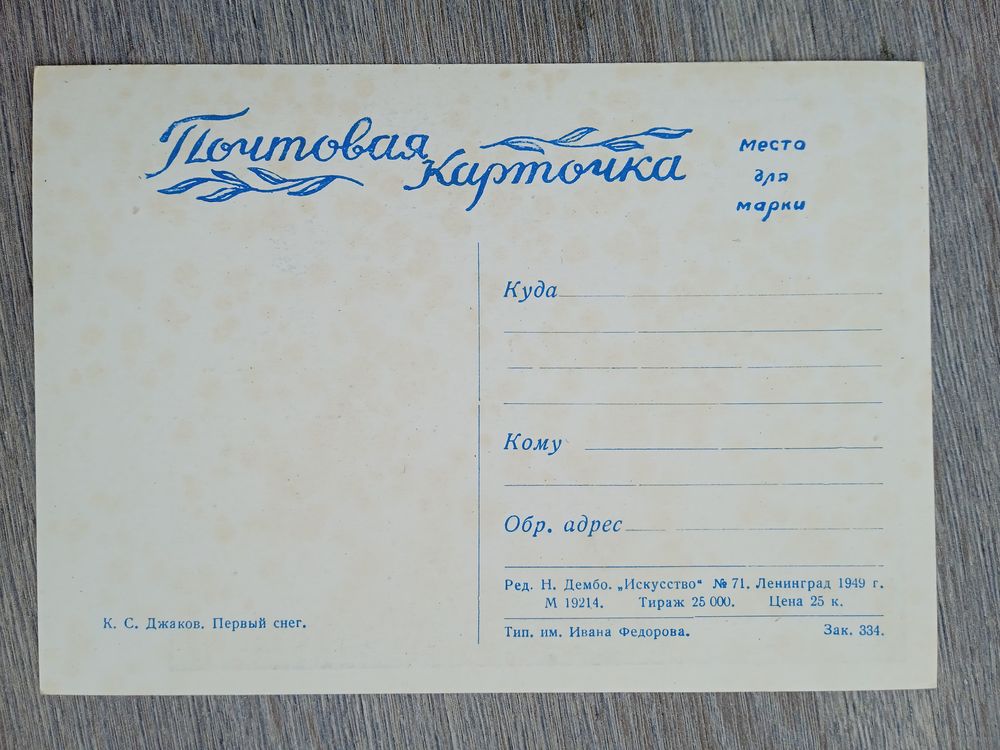 Почтовая
Карточка
Место
для
марки
Куда
Кому
Обр. адрес
Ред. Н. Дембо. „Искусство“ № 71. Ленинград 1949 г.
М 19214. Тираж 25 000. Цена 25 к.
К. С. Джаков. Первый снег.
Тип. им. Ивана Федорова. Зак. 334.